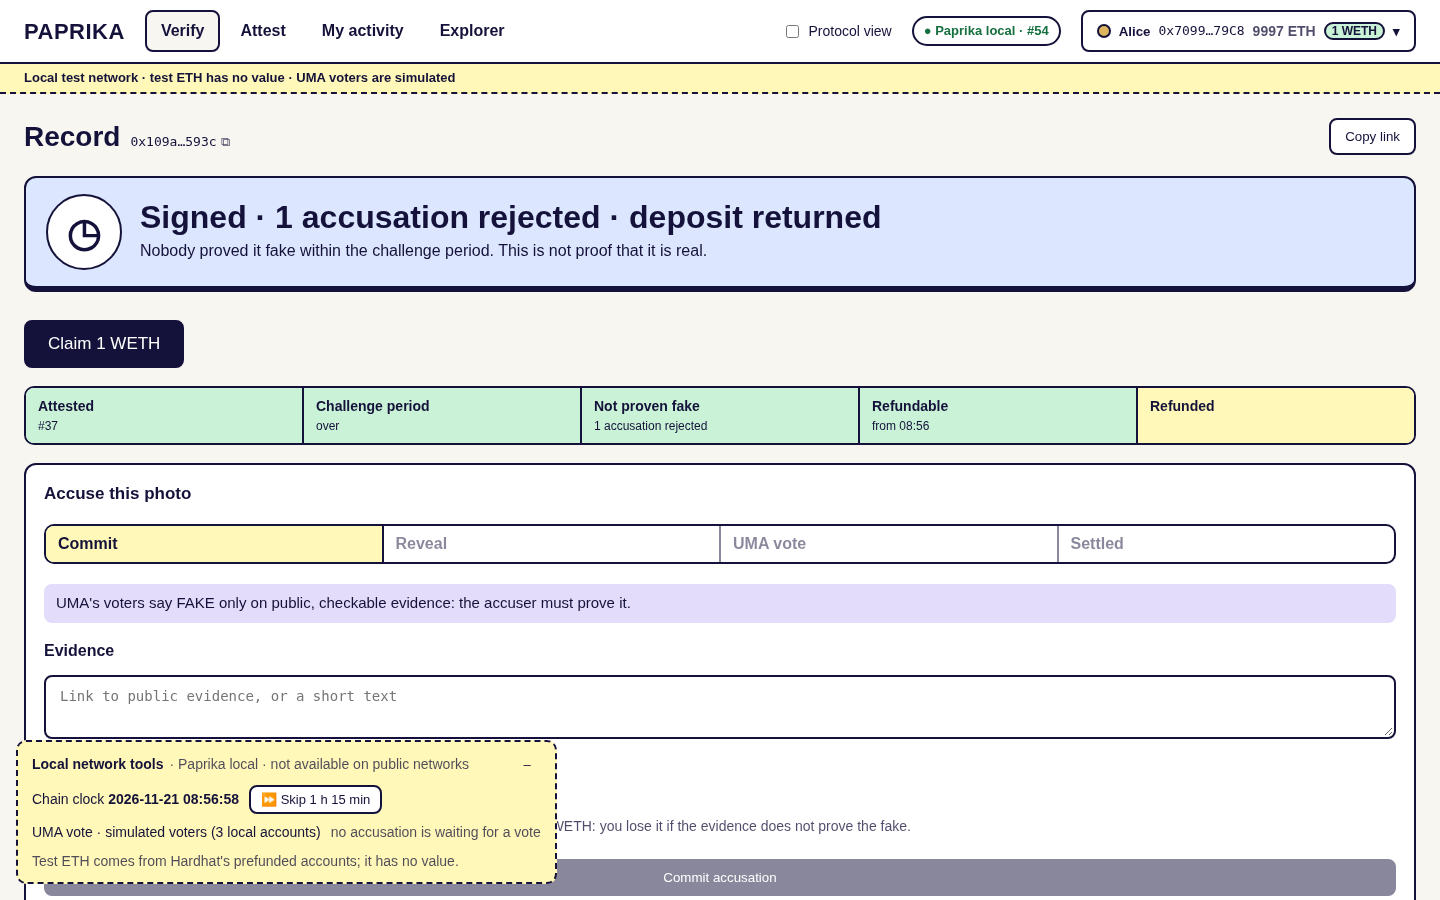 PAPRIKA Verify Attest My activity Explorer Protocol view ● Paprika local · #54 Alice 0x7099…79C8 9997 ETH 1 WETH ▾
Local test network · test ETH has no value · UMA voters are simulated
Record 0x109a…593c ⧉ Copy link
Signed · 1 accusation rejected · deposit returned
Nobody proved it fake within the challenge period. This is not proof that it is real.
Claim 1 WETH
Attested Challenge period Not proven fake Refundable Refunded
#37 over 1 accusation rejected from 08:56
Accuse this photo
Commit Reveal UMA vote Settled
UMA's voters say FAKE only on public, checkable evidence: the accuser must prove it.
Evidence
Link to public evidence, or a short text
Local network tools · Paprika local · not available on public networks –
Chain clock 2026-11-21 08:56:58 ⏩ Skip 1 h 15 min
WETH: you lose it if the evidence does not prove the fake.
UMA vote · simulated voters (3 local accounts) no accusation is waiting for a vote
Test ETH comes from Hardhat's prefunded accounts; it has no value.
Commit accusation